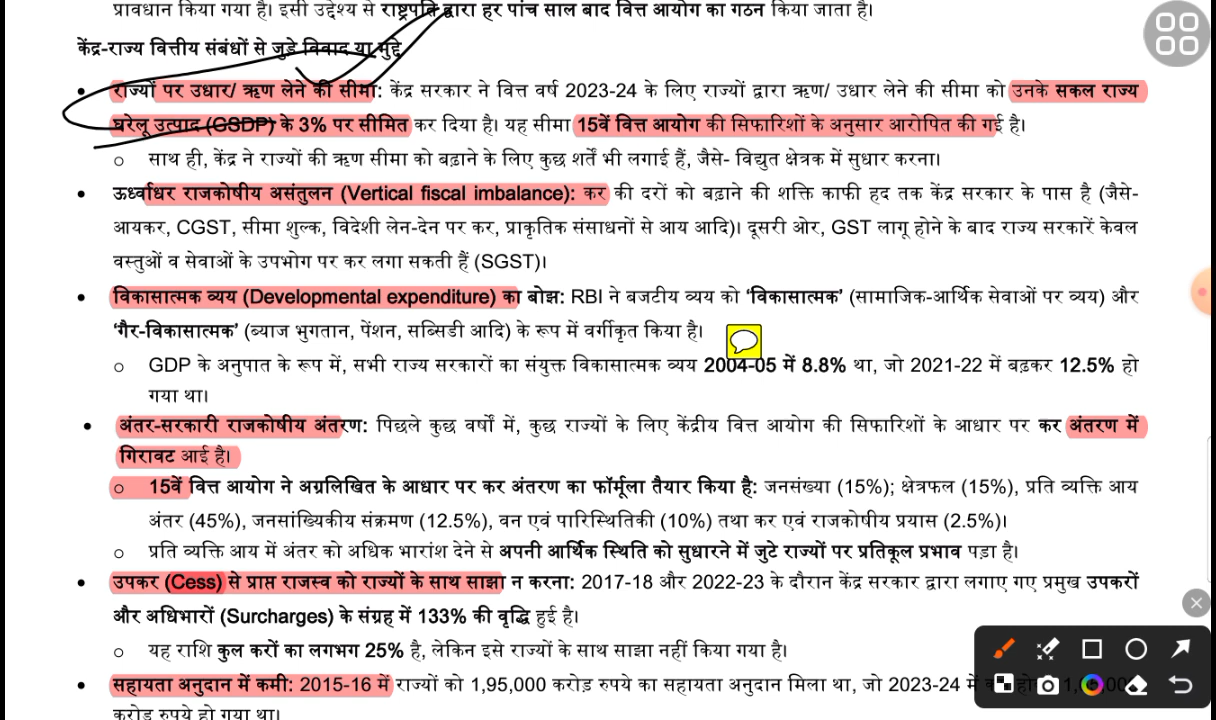 प्रावधान किया गया है। इसी उद्देश्य से राष्ट्रपति द्वारा हर पांच साल बाद वित्त आयोग का गठन किया जाता है।
केंद्र-राज्य वित्तीय संबंधों से जुड़े विवाद या मुद्दे
• राज्यों पर उधार/ ऋण लेने की सीमा: केंद्र सरकार ने वित्त वर्ष 2023-24 के लिए राज्यों द्वारा ऋण/ उधार लेने की सीमा को उनके सकल राज्य
घरेलू उत्पाद (GSDP) के 3% पर सीमित कर दिया है। यह सीमा 15वें वित्त आयोग की सिफारिशों के अनुसार आरोपित की गई है।
o साथ ही, केंद्र ने राज्यों की ऋण सीमा को बढ़ाने के लिए कुछ शर्तें भी लगाई हैं, जैसे- विद्युत क्षेत्रक में सुधार करना।
• ऊर्ध्वाधर राजकोषीय असंतुलन (Vertical fiscal imbalance): कर की दरों को बढ़ाने की शक्ति काफी हद तक केंद्र सरकार के पास है (जैसे-
आयकर, CGST, सीमा शुल्क, विदेशी लेन-देन पर कर, प्राकृतिक संसाधनों से आय आदि)। दूसरी ओर, GST लागू होने के बाद राज्य सरकारें केवल
वस्तुओं व सेवाओं के उपभोग पर कर लगा सकती हैं (SGST)।
• विकासात्मक व्यय (Developmental expenditure) का बोझ: RBI ने बजटीय व्यय को ‘विकासात्मक’ (सामाजिक-आर्थिक सेवाओं पर व्यय) और
‘गैर-विकासात्मक’ (ब्याज भुगतान, पेंशन, सब्सिडी आदि) के रूप में वर्गीकृत किया है।
o GDP के अनुपात के रूप में, सभी राज्य सरकारों का संयुक्त विकासात्मक व्यय 2004-05 में 8.8% था, जो 2021-22 में बढ़कर 12.5% हो
गया था।
• अंतर-सरकारी राजकोषीय अंतरण: पिछले कुछ वर्षों में, कुछ राज्यों के लिए केंद्रीय वित्त आयोग की सिफारिशों के आधार पर कर अंतरण में
गिरावट आई है।
o 15वें वित्त आयोग ने अग्रलिखित के आधार पर कर अंतरण का फॉर्मूला तैयार किया है: जनसंख्या (15%); क्षेत्रफल (15%), प्रति व्यक्ति आय
अंतर (45%), जनसांख्यिकीय संक्रमण (12.5%), वन एवं पारिस्थितिकी (10%) तथा कर एवं राजकोषीय प्रयास (2.5%)।
o प्रति व्यक्ति आय में अंतर को अधिक भारांश देने से अपनी आर्थिक स्थिति को सुधारने में जुटे राज्यों पर प्रतिकूल प्रभाव पड़ा है।
• उपकर (Cess) से प्राप्त राजस्व को राज्यों के साथ साझा न करना: 2017-18 और 2022-23 के दौरान केंद्र सरकार द्वारा लगाए गए प्रमुख उपकरों
और अधिभारों (Surcharges) के संग्रह में 133% की वृद्धि हुई है।
o यह राशि कुल करों का लगभग 25% है, लेकिन इसे राज्यों के साथ साझा नहीं किया गया है।
• सहायता अनुदान में कमी: 2015-16 में राज्यों को 1,95,000 करोड़ रुपये का सहायता अनुदान मिला था, जो 2023-24 में
करोड़ रुपये हो गया था।